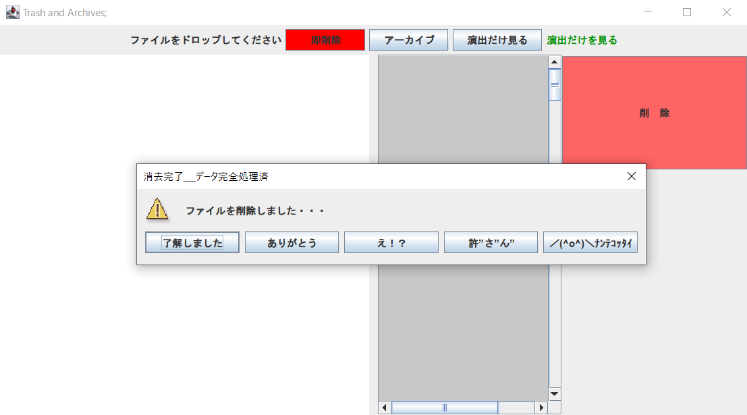 Trash and Archives;
ファイルをドロップしてください 即削除 アーカイブ 演出だけ見る 演出だけを見る
削　除
消去完了__データ完全処理済
ファイルを削除しました・・・
了解しました ありがとう え！？ 許”さ”ん” ／(^o^)＼ﾅﾝﾃｺｯﾀｲ